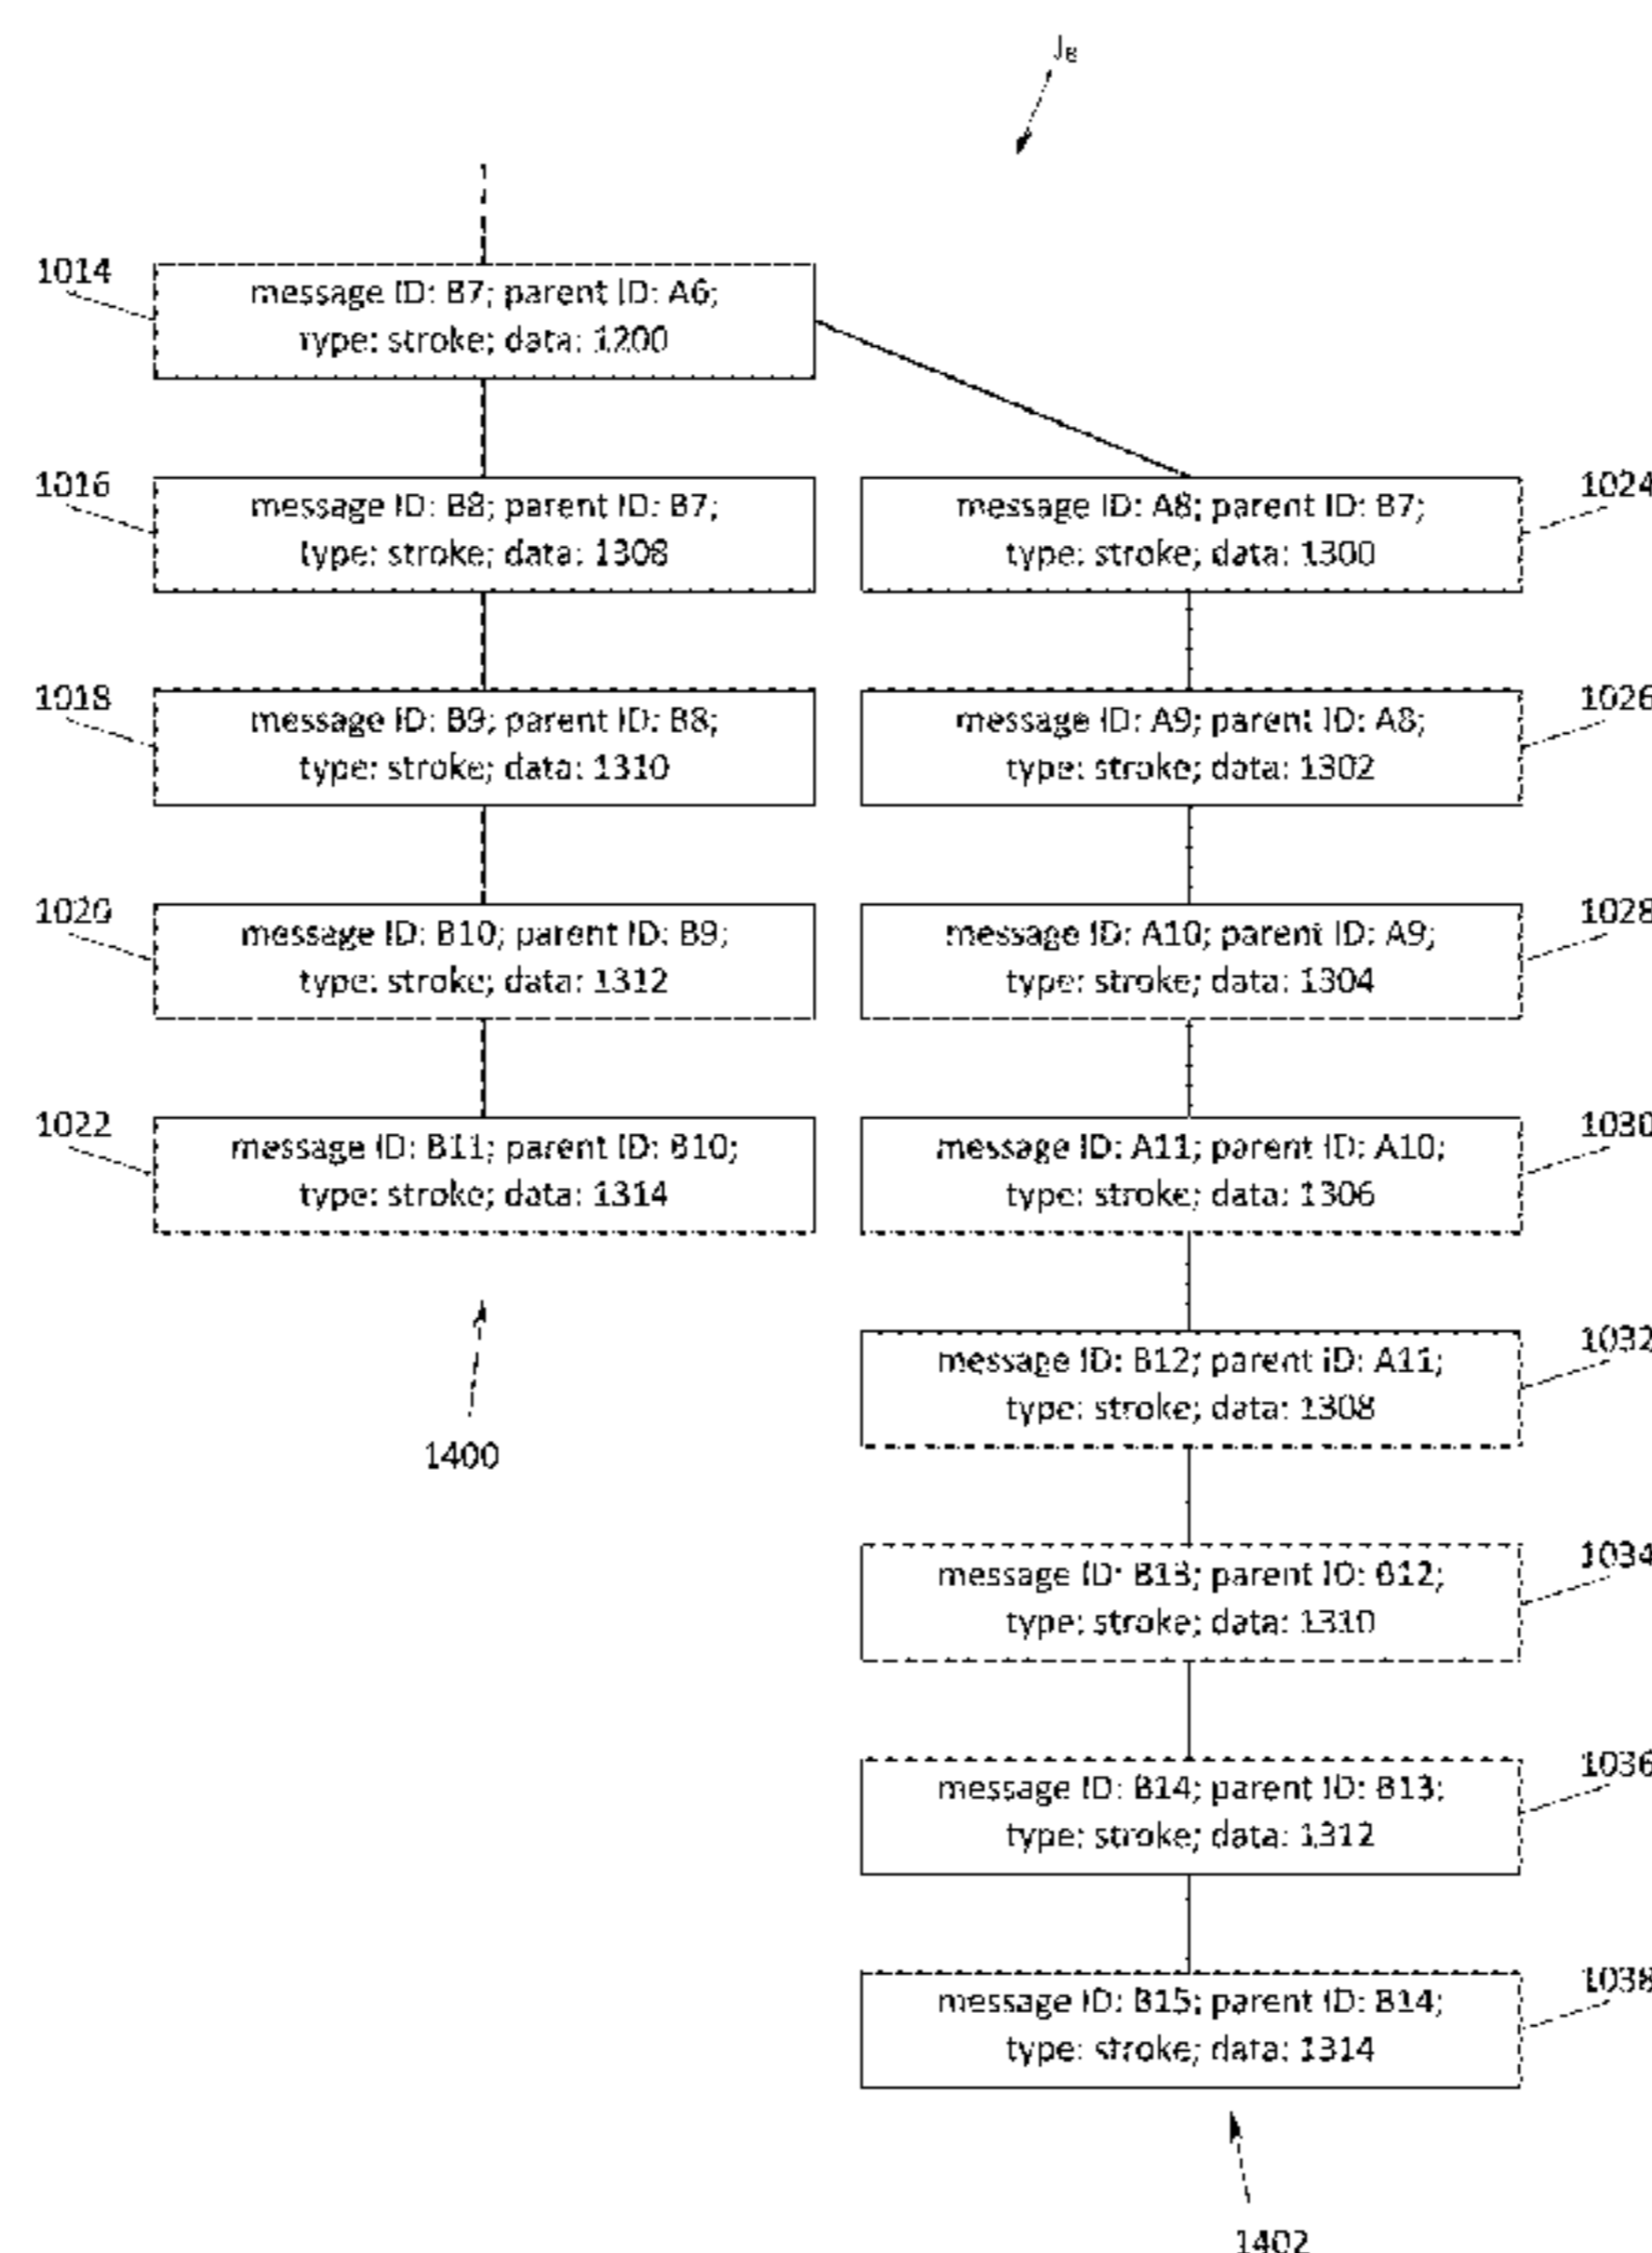 J_B
1014
message ID: B7; parent ID: A6;
type: stroke; data: 1200
1016
message ID: B8; parent ID: B7;
type: stroke; data: 1308
message ID: A8; parent ID: B7;
type: stroke; data: 1300
1024
1018
message ID: B9; parent ID: B8;
type: stroke; data: 1310
message ID: A9; parent ID: A8;
type: stroke; data: 1302
1026
1020
message ID: B10; parent ID: B9;
type: stroke; data: 1312
message ID: A10; parent ID: A9;
type: stroke; data: 1304
1028
1022
message ID: B11; parent ID: B10;
type: stroke; data: 1314
message ID: A11; parent ID: A10;
type: stroke; data: 1306
1030
message ID: B12; parent ID: A11;
type: stroke; data: 1308
1032
1400
message ID: B13; parent ID: B12;
type: stroke; data: 1310
1034
message ID: B14; parent ID: B13;
type: stroke; data: 1312
1036
message ID: B15; parent ID: B14;
type: stroke; data: 1314
1038
1402